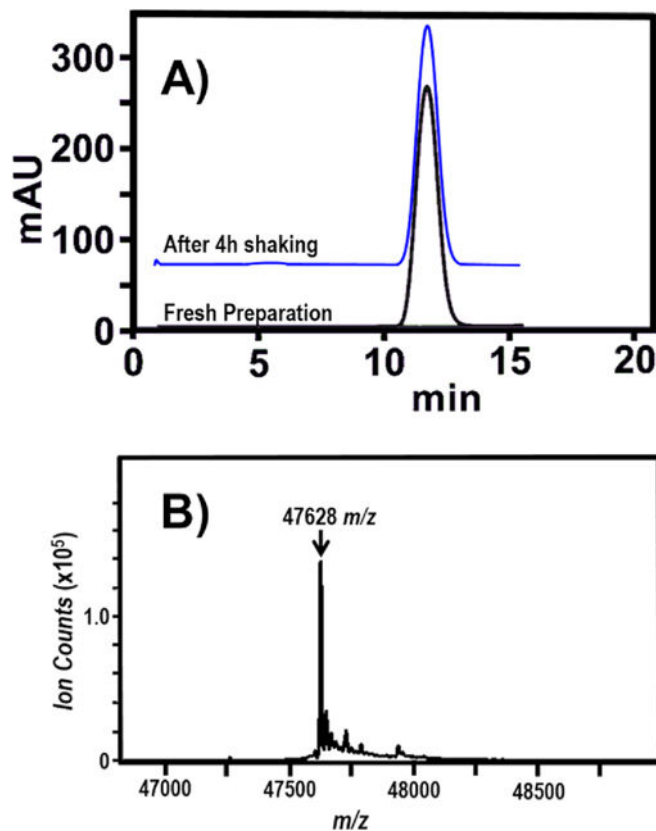 A)
300
200
100
0
mAU
After 4h shaking
Fresh Preparation
0 5 10 15 20
min
B)
47628 m/z
Ion Counts (x10⁵)
1.0
0
47000 47500 48000 48500
m/z